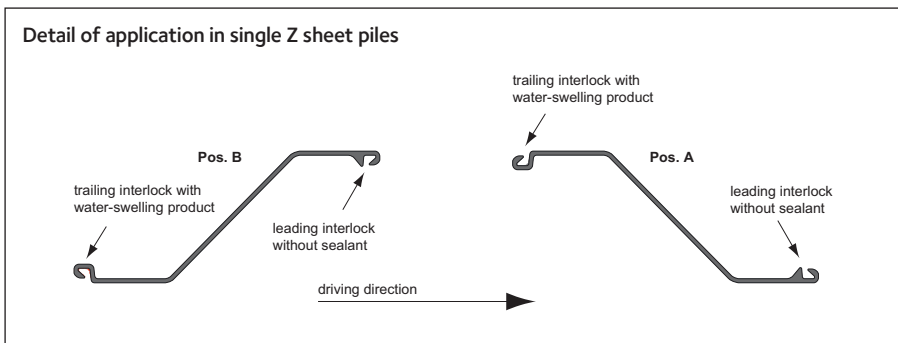 Detail of application in single Z sheet piles
trailing interlock with
water-swelling product
Pos. B
Pos. A
trailing interlock with
water-swelling product
leading interlock
without sealant
leading interlock
without sealant
driving direction